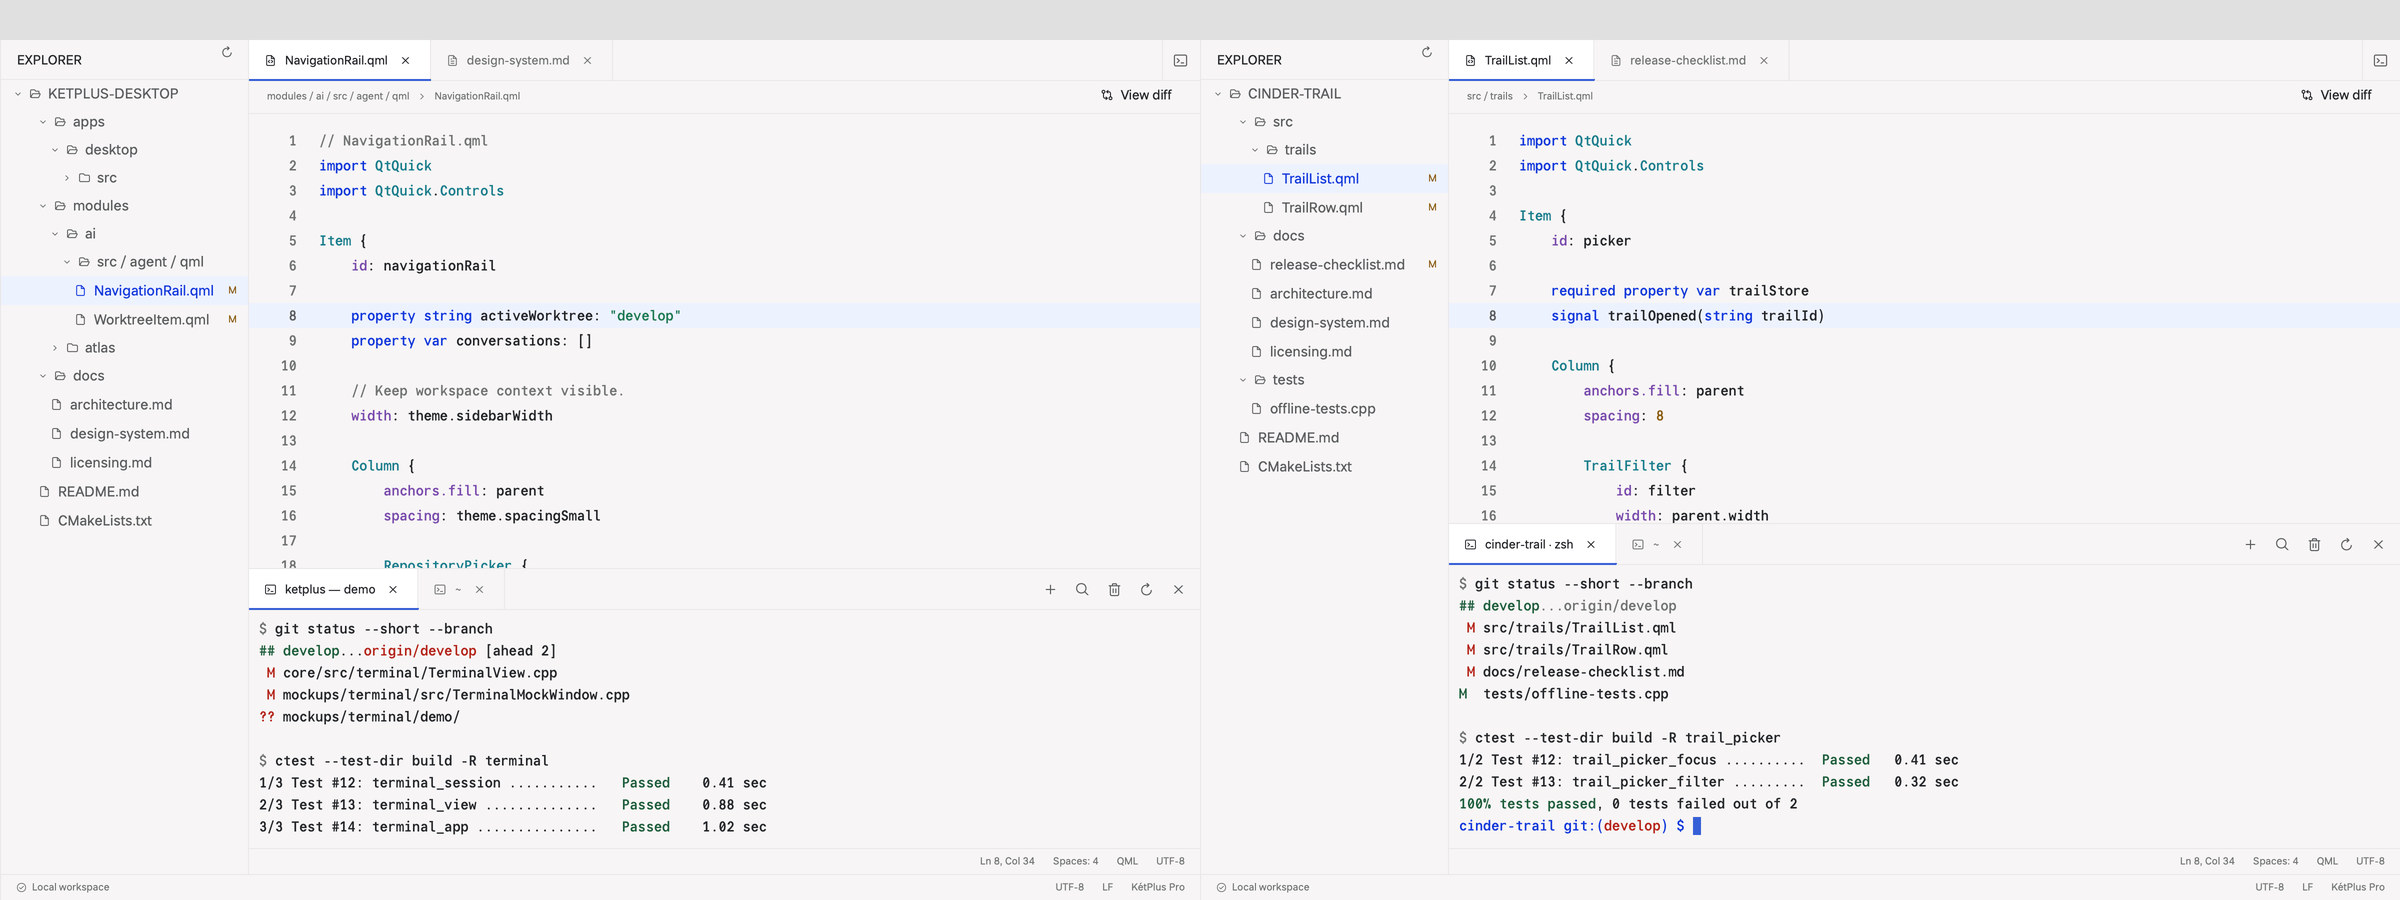 EXPLORER
KETPLUS-DESKTOP
apps
desktop
src
modules
ai
src / agent / qml
NavigationRail.qml M
WorktreeItem.qml M
atlas
docs
architecture.md
design-system.md
licensing.md
README.md
CMakeLists.txt
NavigationRail.qml
design-system.md
modules / ai / src / agent / qml > NavigationRail.qml
View diff
1 // NavigationRail.qml
2 import QtQuick
3 import QtQuick.Controls
4
5 Item {
6 id: navigationRail
7
8 property string activeWorktree: "develop"
9 property var conversations: []
10
11 // Keep workspace context visible.
12 width: theme.sidebarWidth
13
14 Column {
15 anchors.fill: parent
16 spacing: theme.spacingSmall
17
18 RepositoryPicker {
ketplus — demo
~
$ git status --short --branch
## develop...origin/develop [ahead 2]
M core/src/terminal/TerminalView.cpp
M mockups/terminal/src/TerminalMockWindow.cpp
?? mockups/terminal/demo/
$ ctest --test-dir build -R terminal
1/3 Test #12: terminal_session ........... Passed 0.41 sec
2/3 Test #13: terminal_view .............. Passed 0.88 sec
3/3 Test #14: terminal_app ............... Passed 1.02 sec
Ln 8, Col 34 Spaces: 4 QML UTF-8
Local workspace
UTF-8 LF KétPlus Pro
EXPLORER
CINDER-TRAIL
src
trails
TrailList.qml M
TrailRow.qml M
docs
release-checklist.md M
architecture.md
design-system.md
licensing.md
tests
offline-tests.cpp
README.md
CMakeLists.txt
TrailList.qml
release-checklist.md
src / trails > TrailList.qml
View diff
1 import QtQuick
2 import QtQuick.Controls
3
4 Item {
5 id: picker
6
7 required property var trailStore
8 signal trailOpened(string trailId)
9
10 Column {
11 anchors.fill: parent
12 spacing: 8
13
14 TrailFilter {
15 id: filter
16 width: parent.width
cinder-trail · zsh
~
$ git status --short --branch
## develop...origin/develop
M src/trails/TrailList.qml
M src/trails/TrailRow.qml
M docs/release-checklist.md
M tests/offline-tests.cpp
$ ctest --test-dir build -R trail_picker
1/2 Test #12: trail_picker_focus .......... Passed 0.41 sec
2/2 Test #13: trail_picker_filter ......... Passed 0.32 sec
100% tests passed, 0 tests failed out of 2
cinder-trail git:(develop) $
Ln 8, Col 34 Spaces: 4 QML UTF-8
Local workspace
UTF-8 LF KétPlus Pro